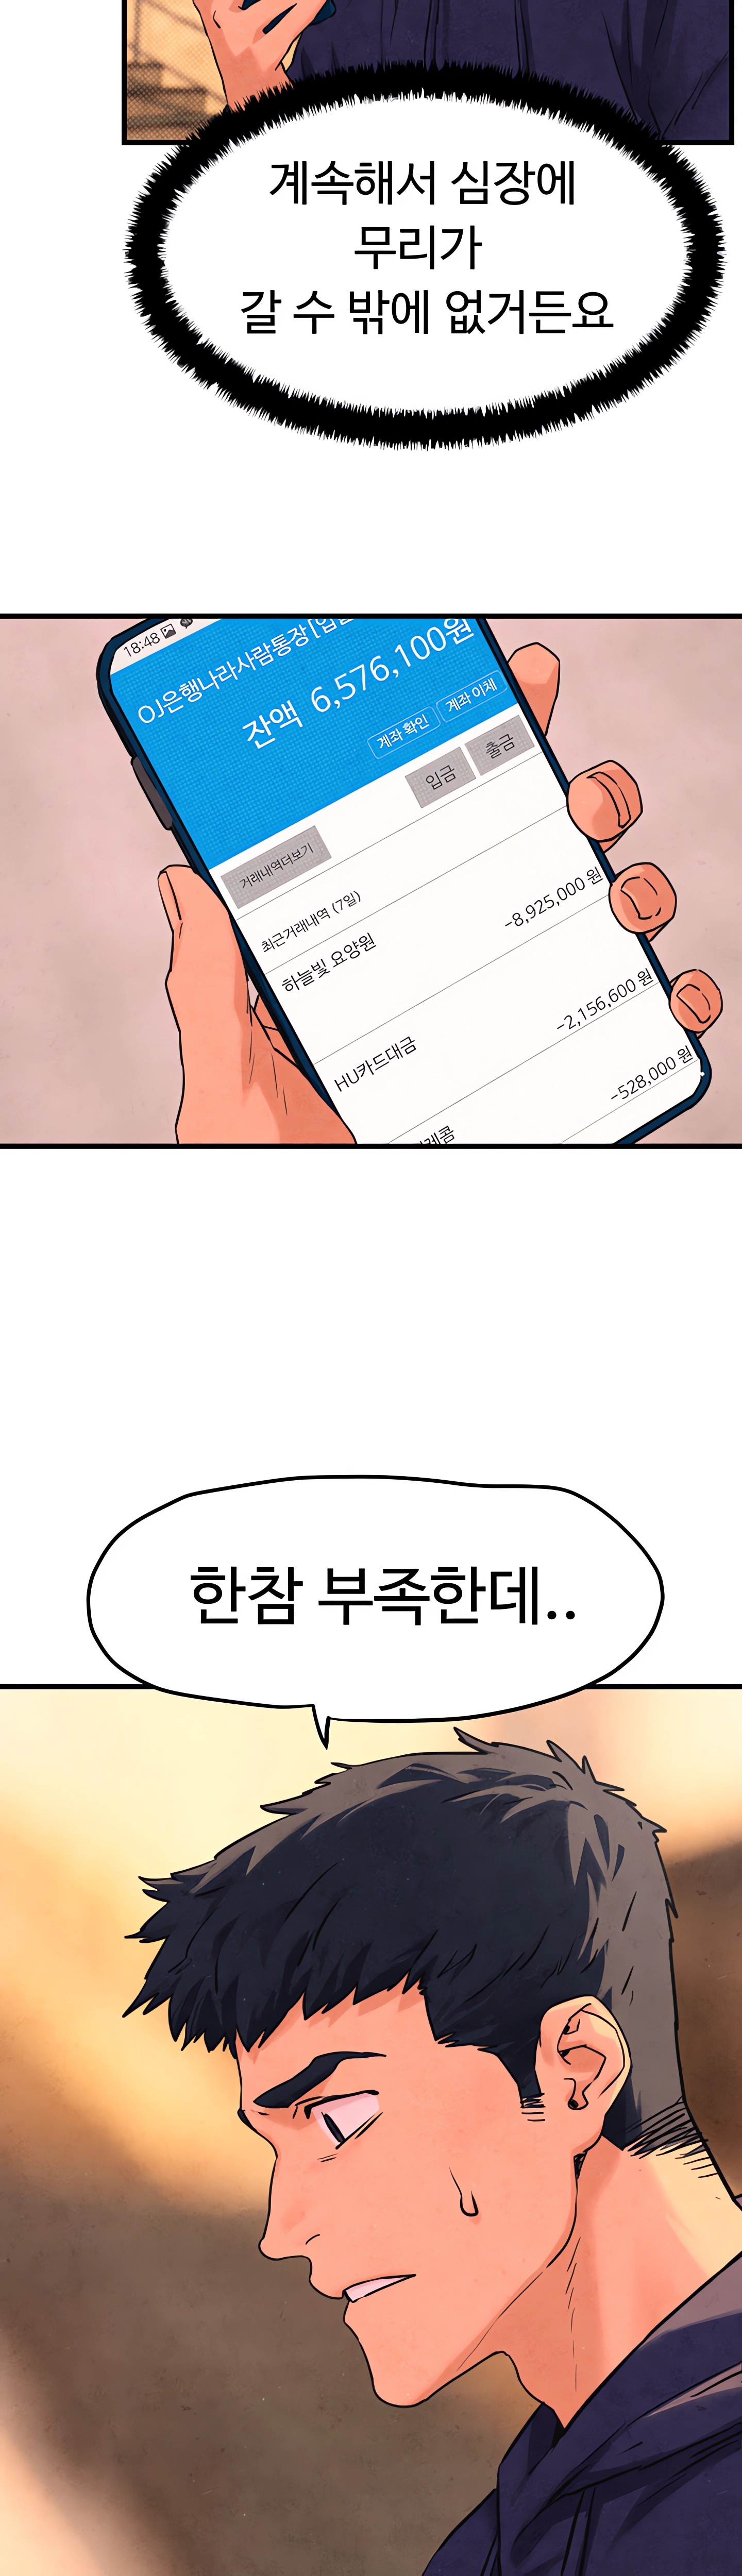 계속해서 심장에
무리가
갈 수 밖에 없거든요
18:48
OJ은행나라사람통장
잔액 6,576,100원
계좌 확인 계좌 이체
입금 출금
거래내역더보기
최근거래내역 (7일)
하늘빛 요양원 -8,925,000 원
HU카드대금 -2,156,600 원
-528,000 원
한참 부족한데..